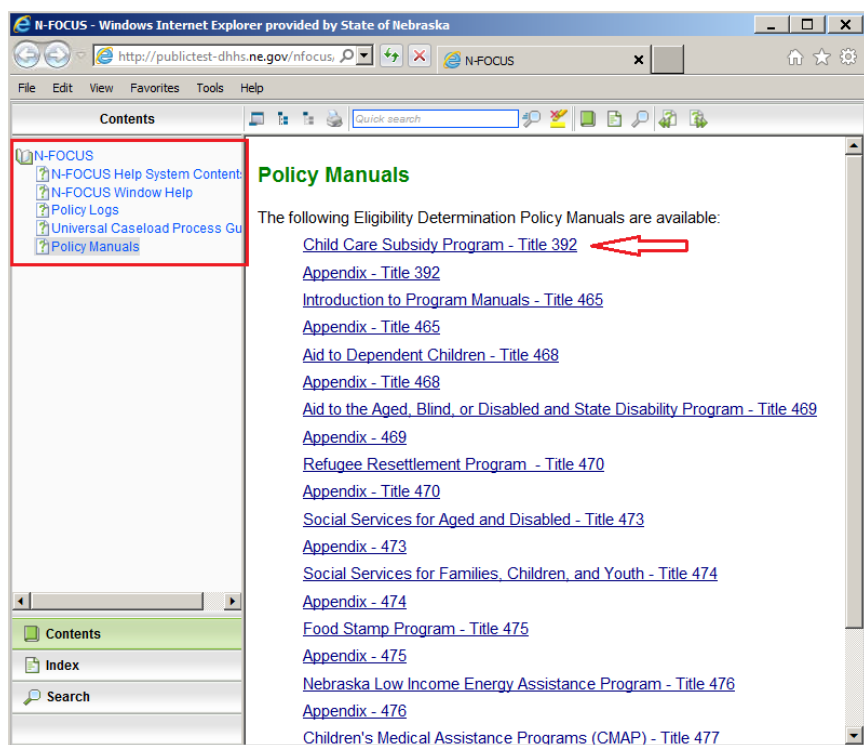 N-FOCUS - Windows Internet Explorer provided by State of Nebraska
http://publictest-dhhs.ne.gov/nfocus/
N-FOCUS
File Edit View Favorites Tools Help
Contents
Quick search
N-FOCUS
N-FOCUS Help System Content
N-FOCUS Window Help
Policy Logs
Universal Caseload Process Gu
Policy Manuals
Contents
Index
Search
Policy Manuals
The following Eligibility Determination Policy Manuals are available:
Child Care Subsidy Program - Title 392
Appendix - Title 392
Introduction to Program Manuals - Title 465
Appendix - Title 465
Aid to Dependent Children - Title 468
Appendix - Title 468
Aid to the Aged, Blind, or Disabled and State Disability Program - Title 469
Appendix - 469
Refugee Resettlement Program - Title 470
Appendix - Title 470
Social Services for Aged and Disabled - Title 473
Appendix - 473
Social Services for Families, Children, and Youth - Title 474
Appendix - 474
Food Stamp Program - Title 475
Appendix - 475
Nebraska Low Income Energy Assistance Program - Title 476
Appendix - 476
Children's Medical Assistance Programs (CMAP) - Title 477